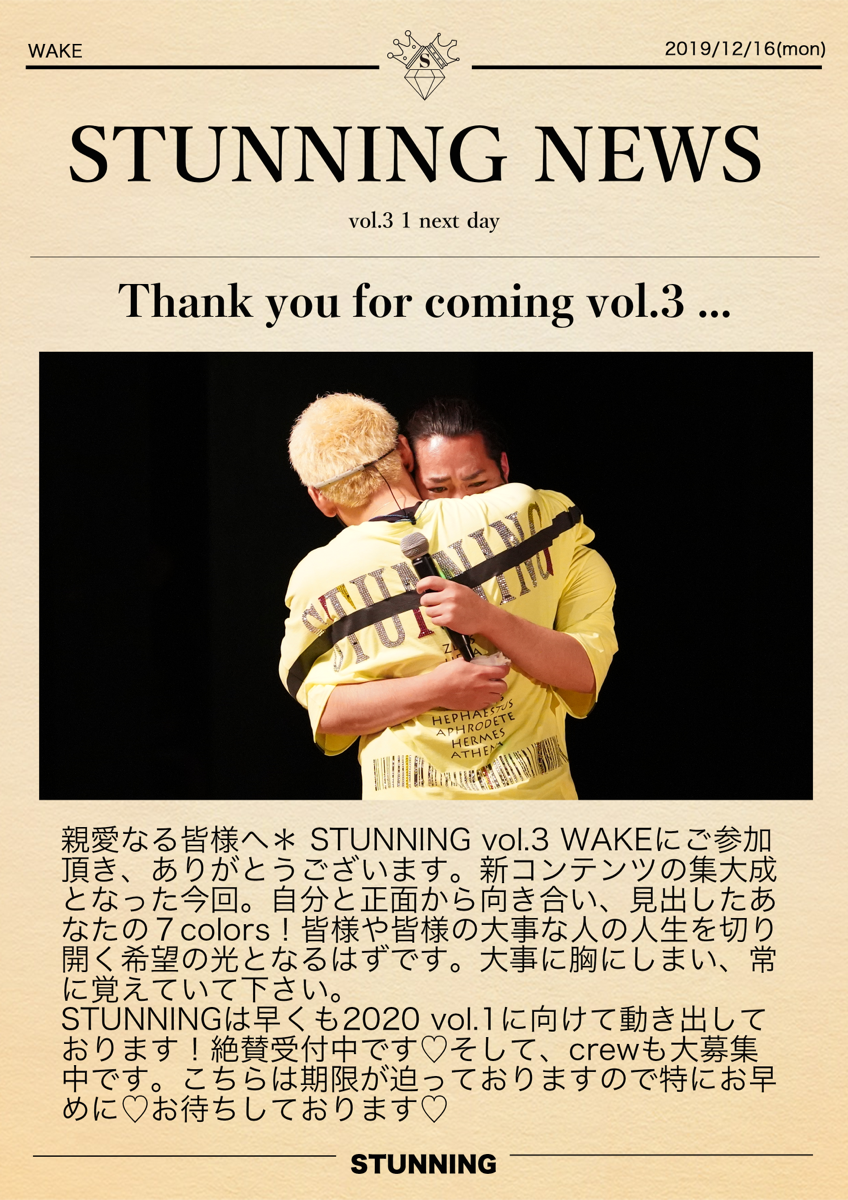 WAKE
2019/12/16(mon)
S
STUNNING NEWS
vol.3 1 next day
Thank you for coming vol.3 ...
STUNNING
HEPHAESTUS
APHRODETE
HERMES
親愛なる皆様へ＊ STUNNING vol.3 WAKEにご参加
頂き、ありがとうございます。新コンテンツの集大成
となった今回。自分と正面から向き合い、見出したあ
なたの７colors！皆様や皆様の大事な人の人生を切り
開く希望の光となるはずです。大事に胸にしまい、常
に覚えていて下さい。
STUNNINGは早くも2020 vol.1に向けて動き出して
おります！絶賛受付中です♡そして、crewも大募集
中です。こちらは期限が迫っておりますので特にお早
めに♡お待ちしております♡
STUNNING